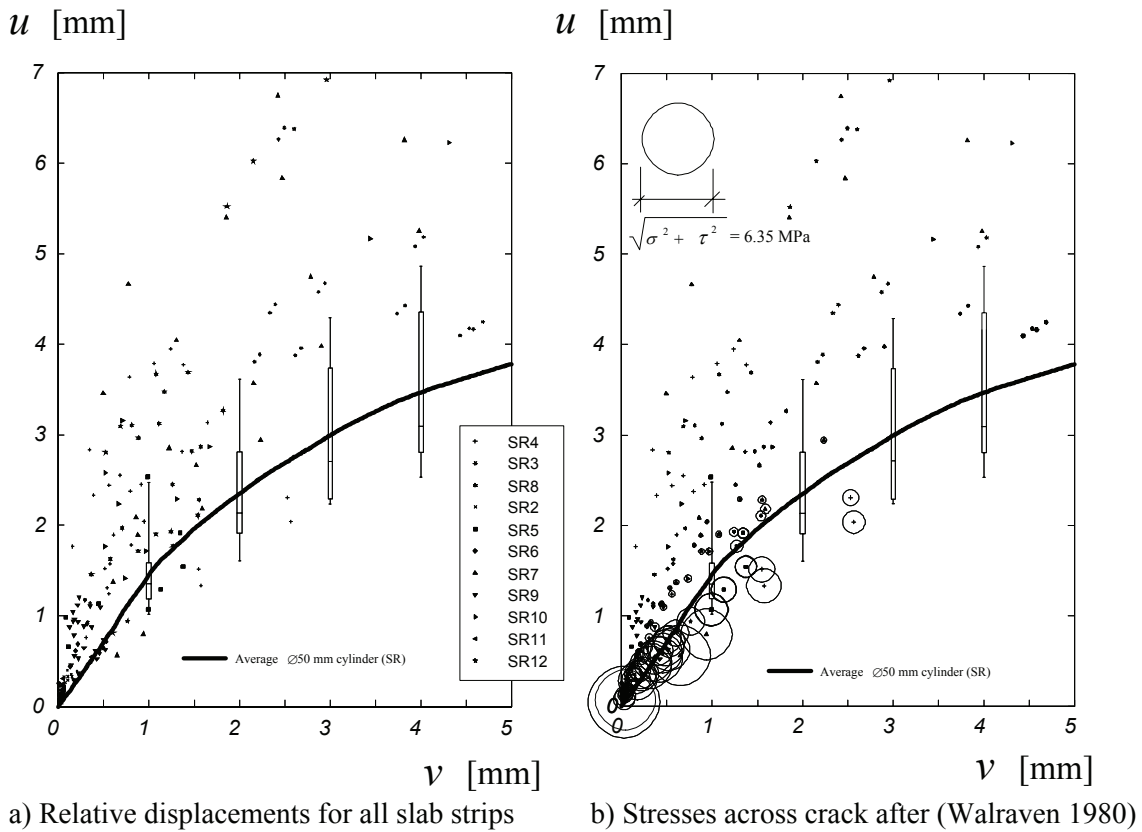 u [mm]
7
6
5
4
3
2
1
0
0 1 2 3 4 5
v [mm]
SR4
SR3
SR8
SR2
SR5
SR6
SR7
SR9
SR10
SR11
SR12
Average ∅50 mm cylinder (SR)
a) Relative displacements for all slab strips
u [mm]
7
6
5
4
3
2
1
0
0 1 2 3 4 5
v [mm]
√σ² + τ² = 6.35 MPa
Average ∅50 mm cylinder (SR)
b) Stresses across crack after (Walraven 1980)